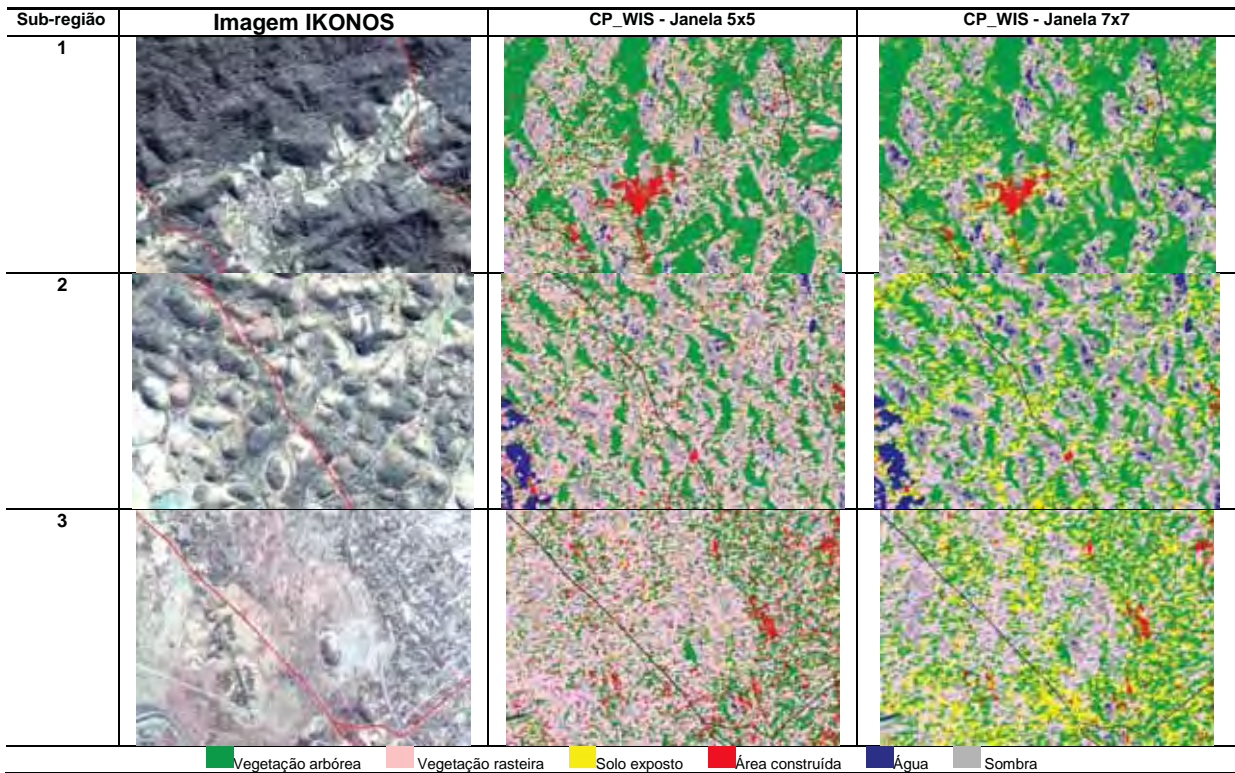 Sub-região Imagem IKONOS CP_WIS - Janela 5x5 CP_WIS - Janela 7x7
1
2
3
Vegetação arbórea Vegetação rasteira Solo exposto Área construída Água Sombra